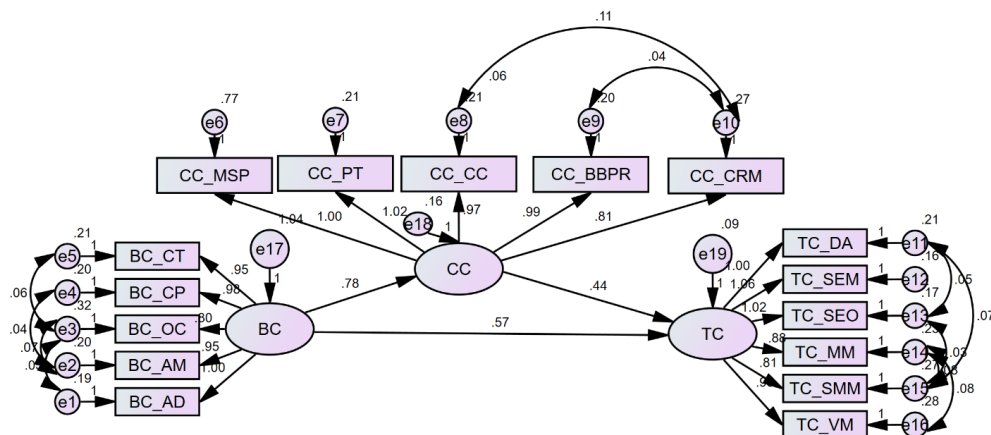 .11
.06
.04
.77
.21
.21
.20
.27
e6
e7
e8
e9
e10
1
1
1
1
1
CC_MSP
CC_PT
CC_CC
CC_BBPR
CC_CRM
1.04
1.00
1.02
.97
.99
.81
.16
e18
1
CC
.09
e19
1
e17
1
.78
.44
.57
BC
TC
.21
e5
1
BC_CT
.95
.20
e4
1
BC_CP
.98
.32
e3
1
BC_OC
.80
.20
e2
1
BC_AM
.95
.19
e1
1
BC_AD
1.00
.06
.04
.07
.21
TC_DA
1
e11
1.00
.16
TC_SEM
1
e12
1.06
.17
TC_SEO
1
e13
1.02
TC_MM
1
e14
.88
.27
TC_SMM
1
e15
.81
.28
TC_VM
1
e16
.05
.07
.03
.08